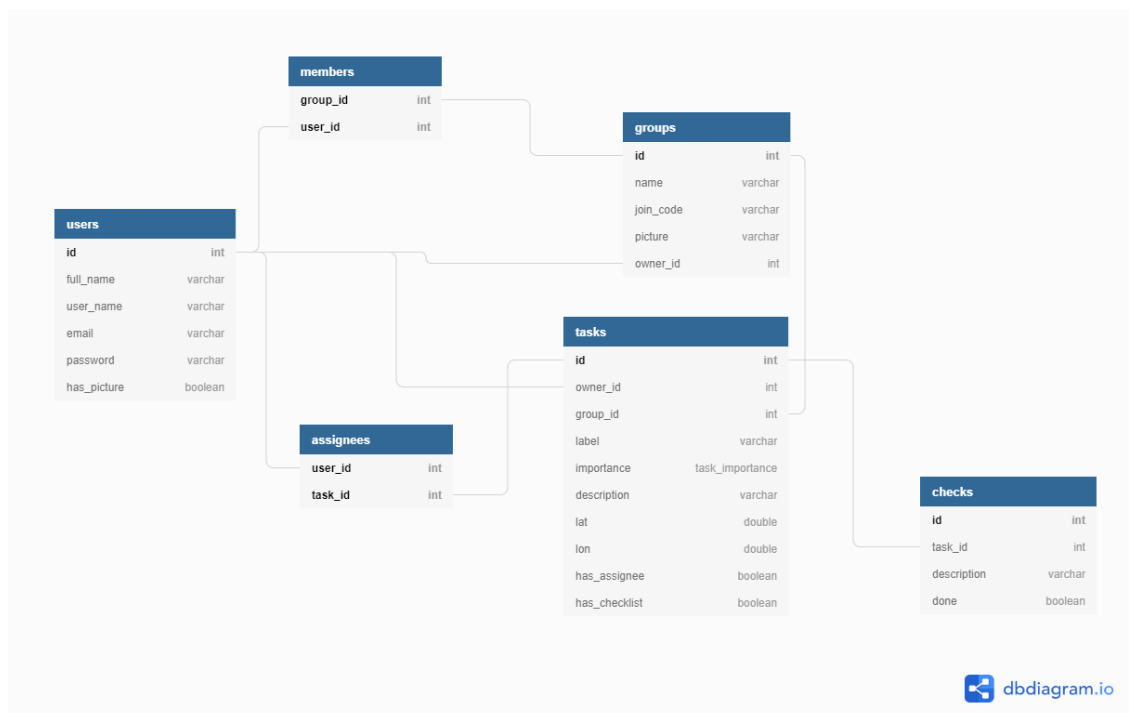 members
group_id int
user_id int
groups
id int
name varchar
join_code varchar
picture varchar
owner_id int
users
id int
full_name varchar
user_name varchar
email varchar
password varchar
has_picture boolean
tasks
id int
owner_id int
group_id int
label varchar
importance task_importance
description varchar
lat double
lon double
has_assignee boolean
has_checklist boolean
assignees
user_id int
task_id int
checks
id int
task_id int
description varchar
done boolean
dbdiagram.io